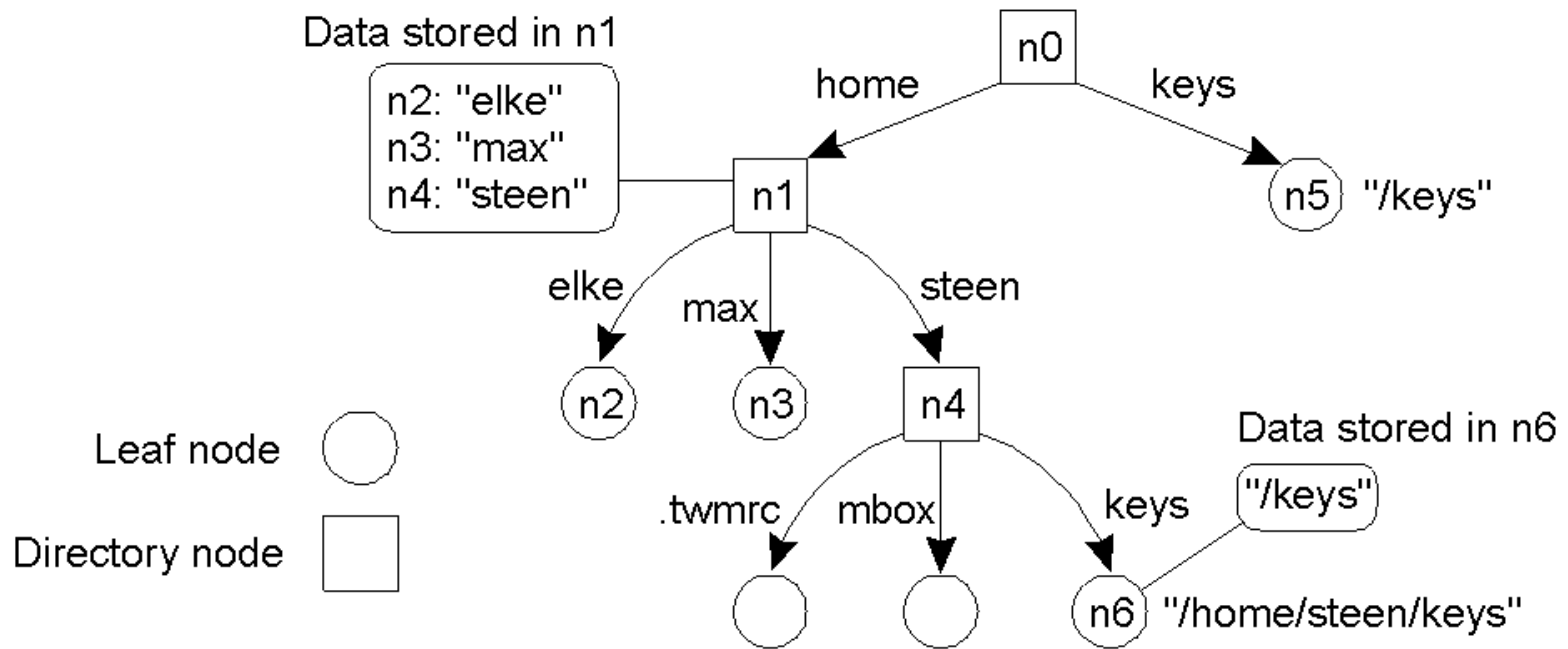 Data stored in n1
n0
n2: "elke"
n3: "max"
n4: "steen"
home
keys
n1
n5 "/keys"
elke
max
steen
n2
n3
n4
Leaf node
Data stored in n6
"/keys"
.twmrc
mbox
keys
Directory node
n6 "/home/steen/keys"